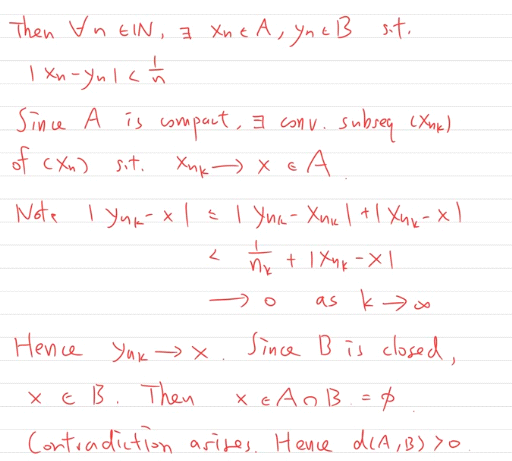 Then ∀n ∈ ℕ, ∃ xₙ ∈ A, yₙ ∈ B s.t.
|xₙ - yₙ| < 1/n
Since A is compact, ∃ conv. subseq (xₙₖ)
of (xₙ) s.t. xₙₖ → x ∈ A.
Note |yₙₖ - x| ≤ |yₙₖ - xₙₖ| + |xₙₖ - x|
< 1/nₖ + |xₙₖ - x|
→ 0 as k → ∞
Hence yₙₖ → x. Since B is closed,
x ∈ B. Then x ∈ A ∩ B = ∅
Contradiction arises. Hence d(A, B) > 0.